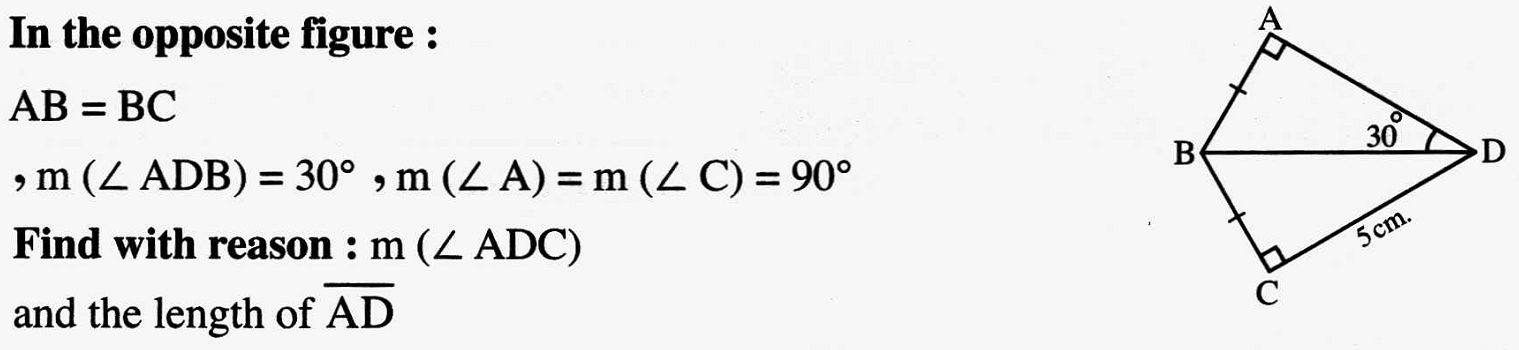 In the opposite figure :
AB = BC
, m (∠ ADB) = 30° , m (∠ A) = m (∠ C) = 90°
Find with reason : m (∠ ADC)
and the length of A̅D̅
A
B
30°
D
5 cm.
C